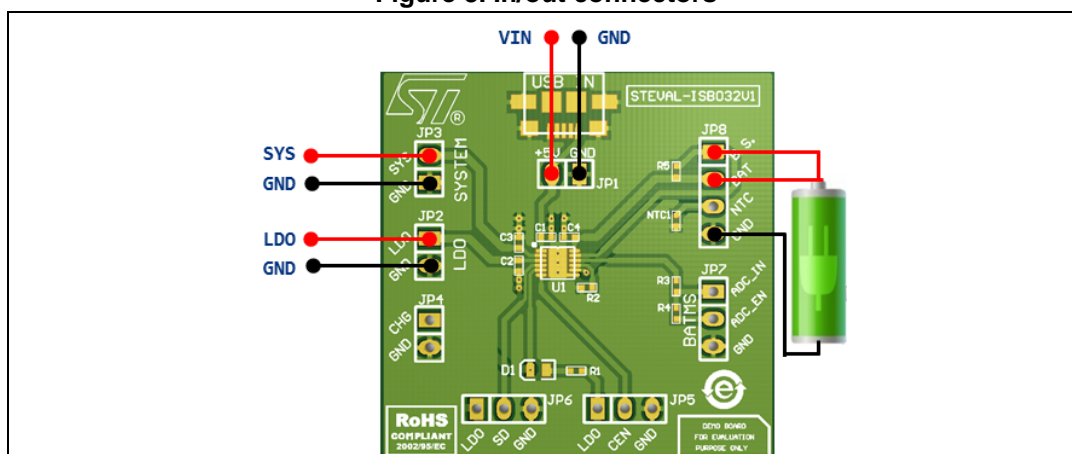 Figure 3. In/out connectors
VIN
GND
USB IN
STEVAL-ISB032V1
ST
®
JP3
JP8
SYS
SYS
GND
GND
SYSTEM
+5V
GND
JP1
R5
BAT
NTC
GND
NTC1
JP2
LDO
LDO
GND
GND
LDO
C3
C1
C4
C2
U1
R2
JP7
R3
R4
ADC_IN
ADC_EN
GND
BATMS
JP4
CHG
GND
D1
R1
JP6
JP5
LDO
SD
GND
LDO
CEN
GND
RoHS
COMPLIANT
2002/95/EC
e
DEMO BOARD
FOR EVALUATION
PURPOSE ONLY